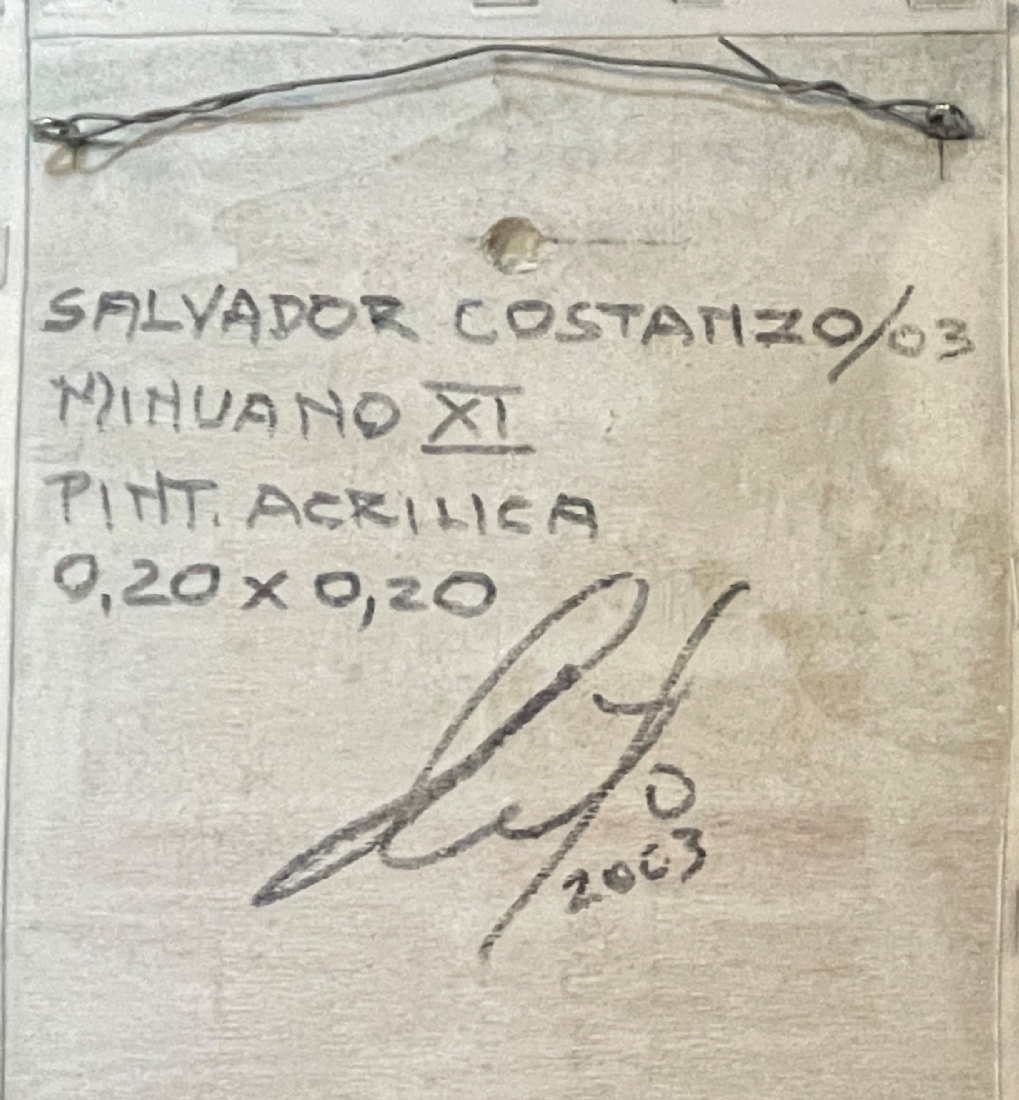 SALVADOR COSTANZO/03
MINUANO XI
PINT. ACRILICA
0,20 x 0,20
2003